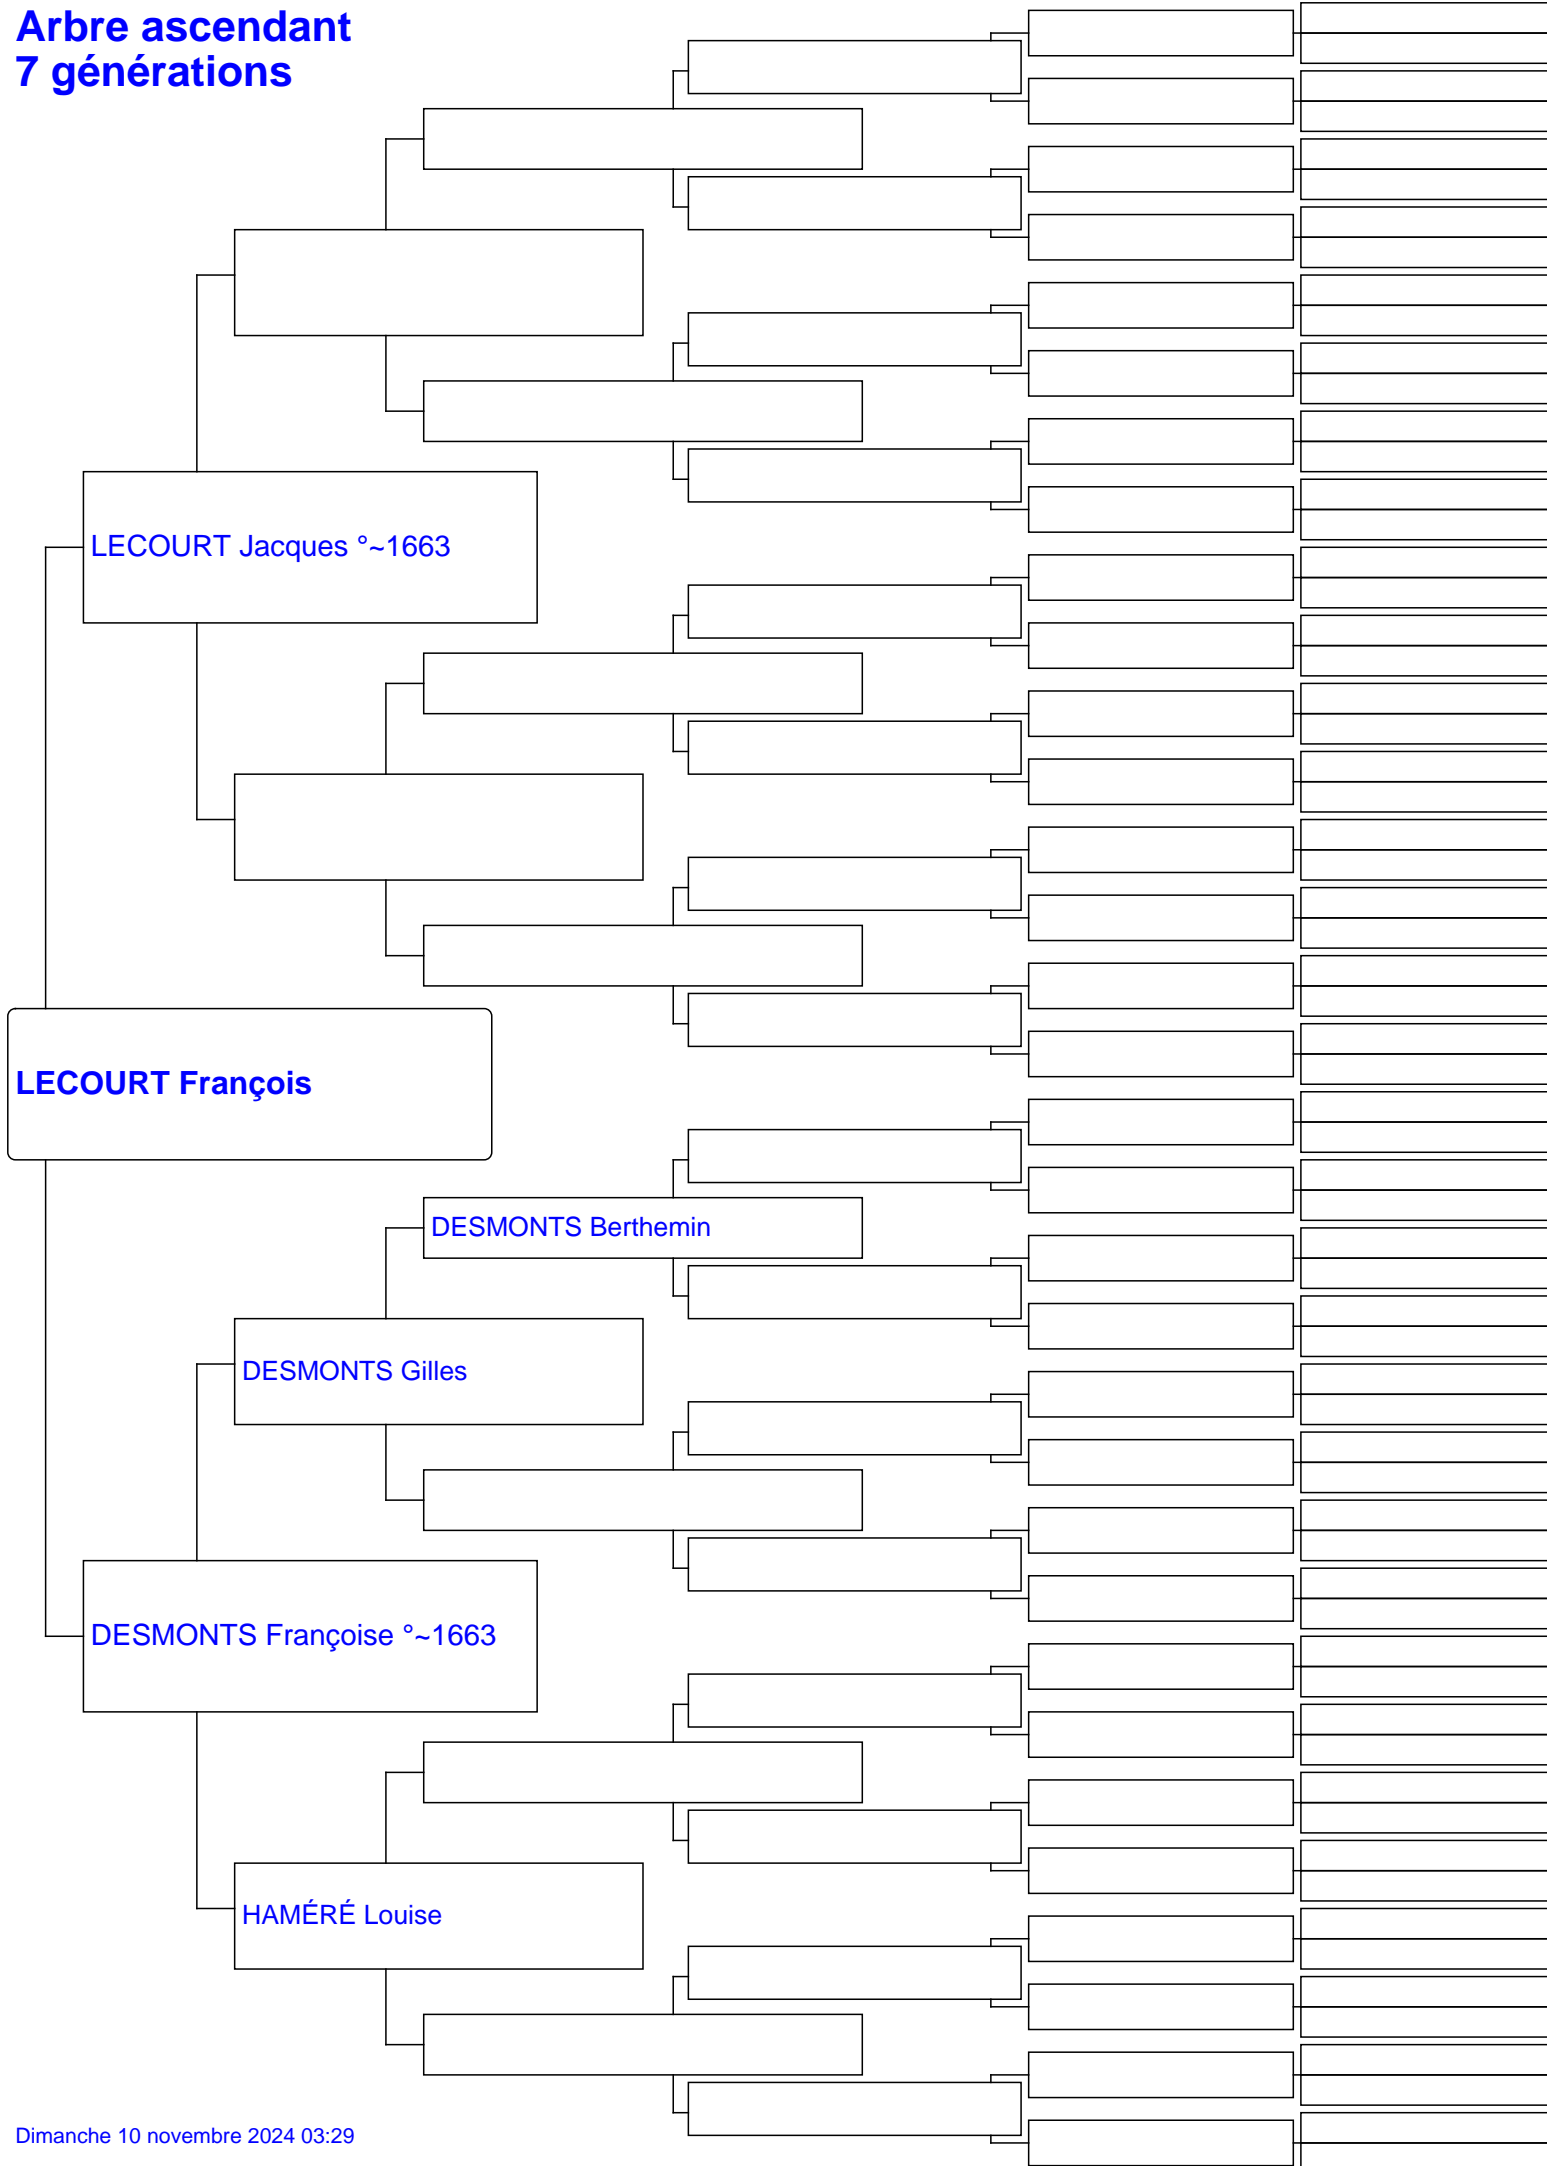 Arbre ascendant
7 générations
LECOURT Jacques °~1663
LECOURT François
DESMONTS Berthemin
DESMONTS Gilles
DESMONTS Françoise °~1663
HAMÉRÉ Louise
Dimanche 10 novembre 2024 03:29